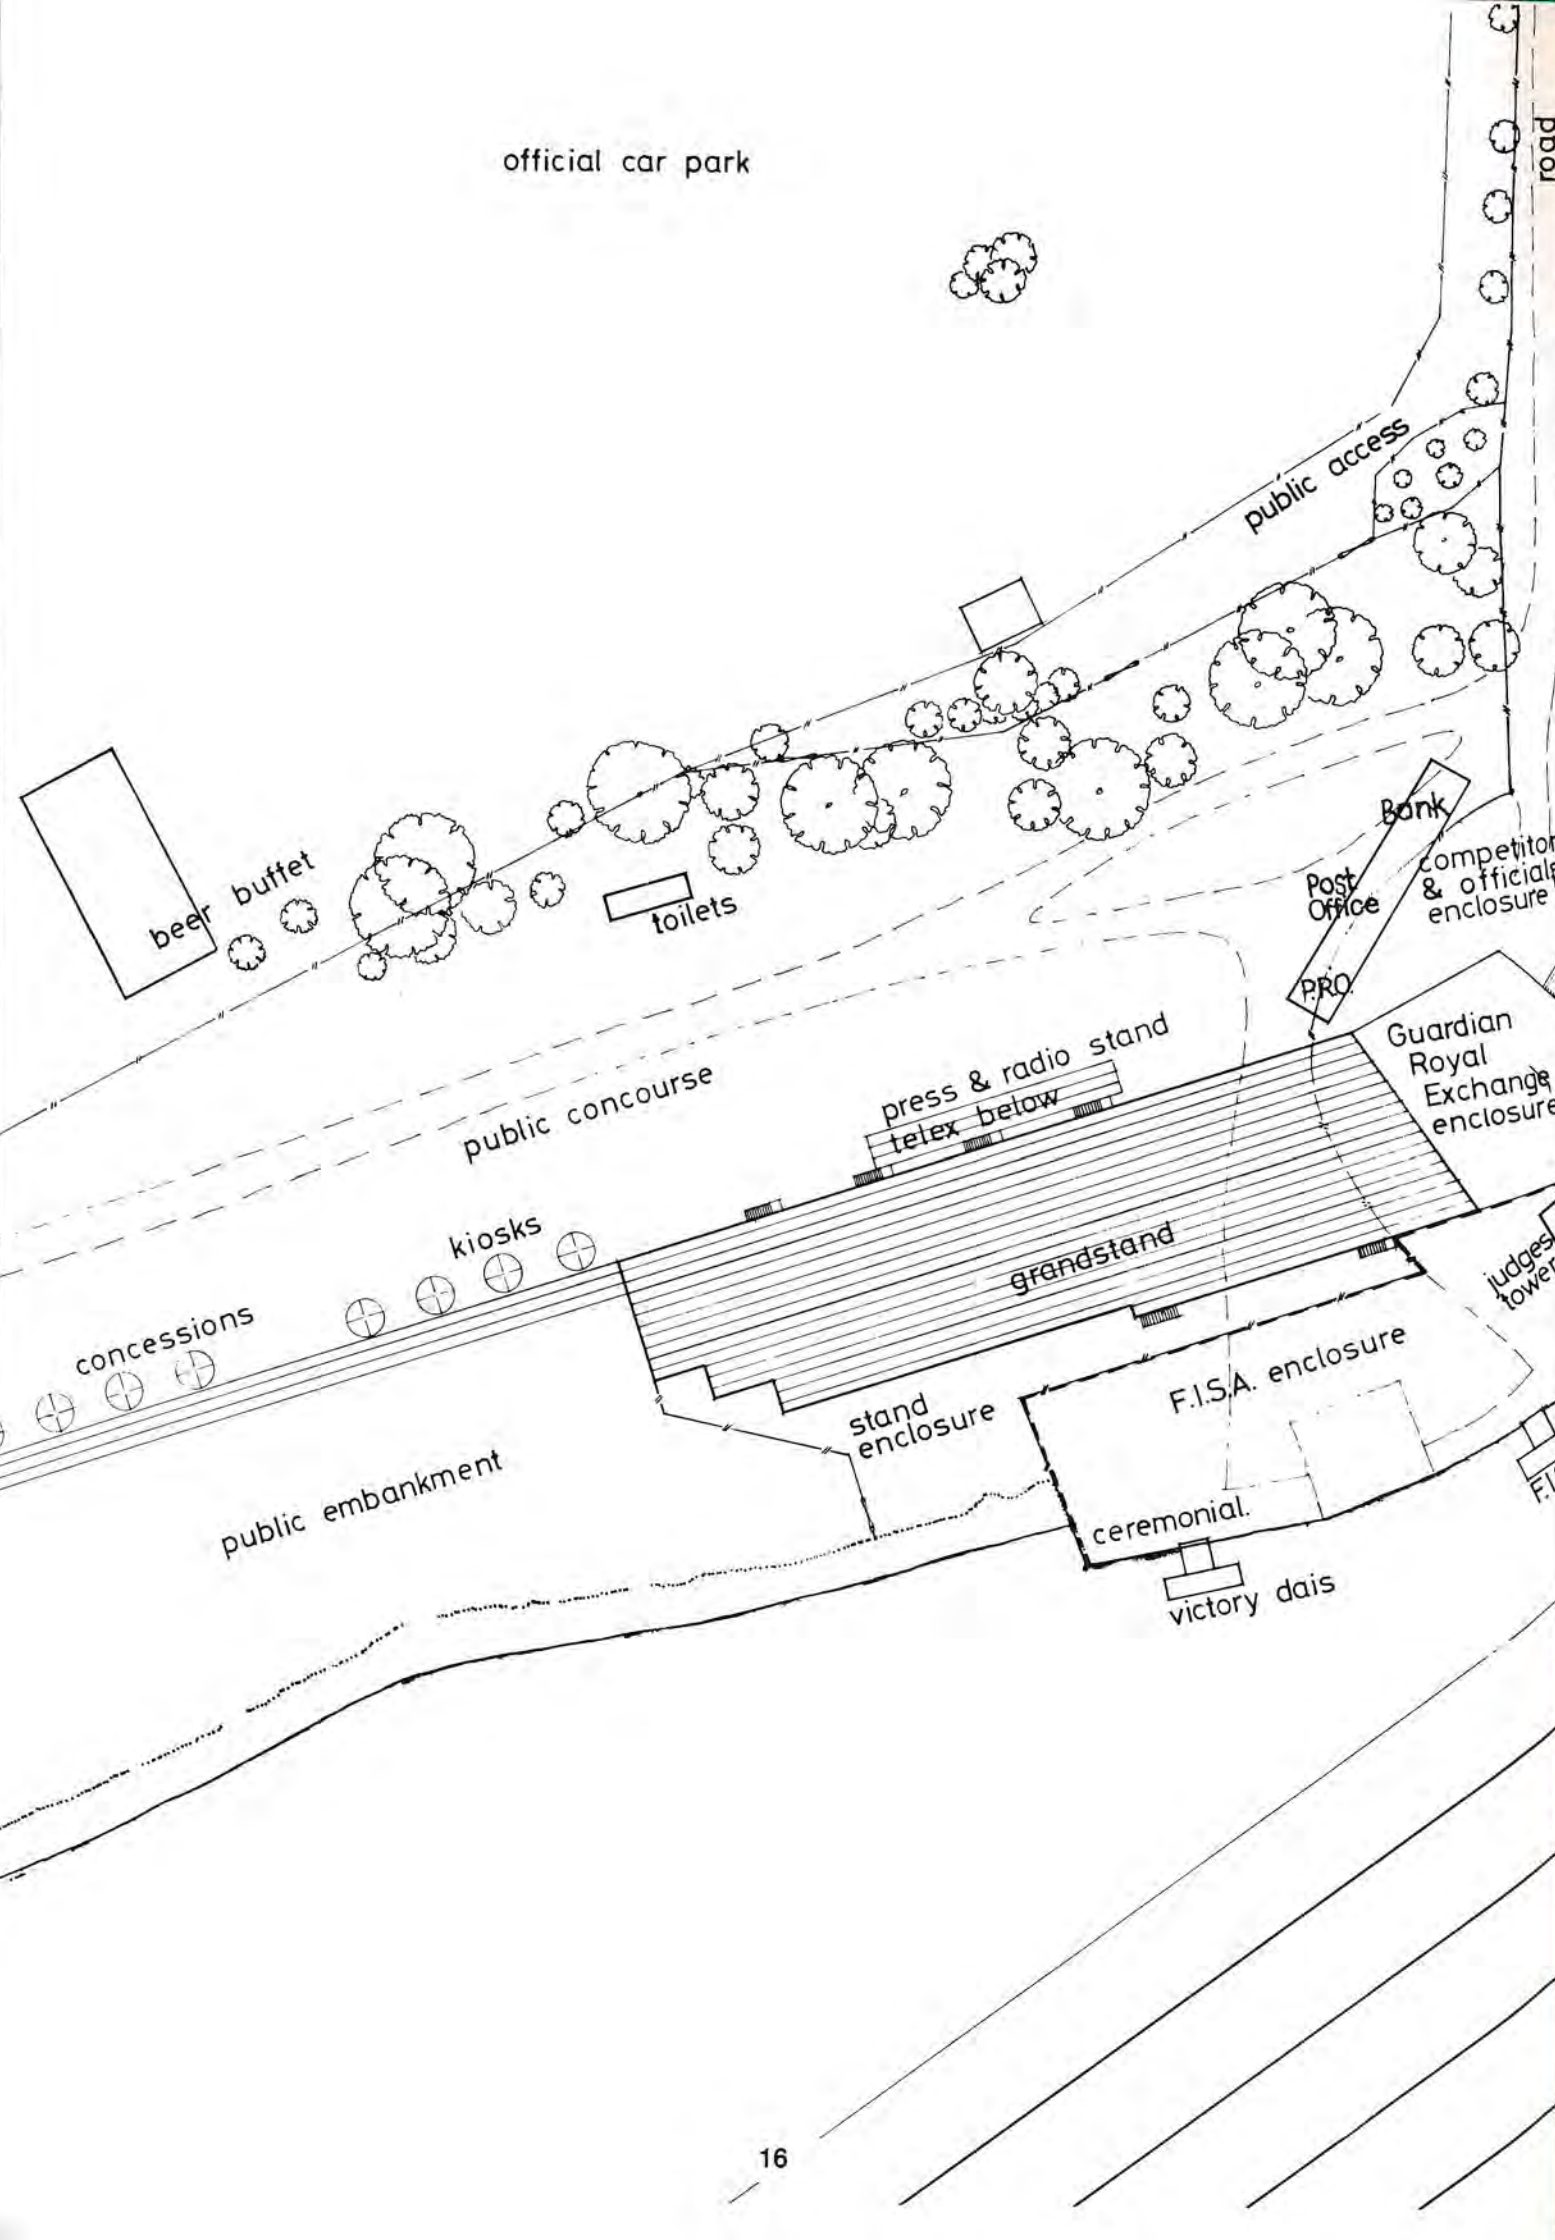 official car park
road
public access
beer buffet
toilets
Bank
Post
Office
P.R.O.
competitor
& officials
enclosure
Guardian
Royal
Exchange
enclosure
press & radio stand
telex below
public concourse
kiosks
grandstand
judges
tower
concessions
F.I.S.A. enclosure
stand
enclosure
public embankment
ceremonial.
victory dais
16